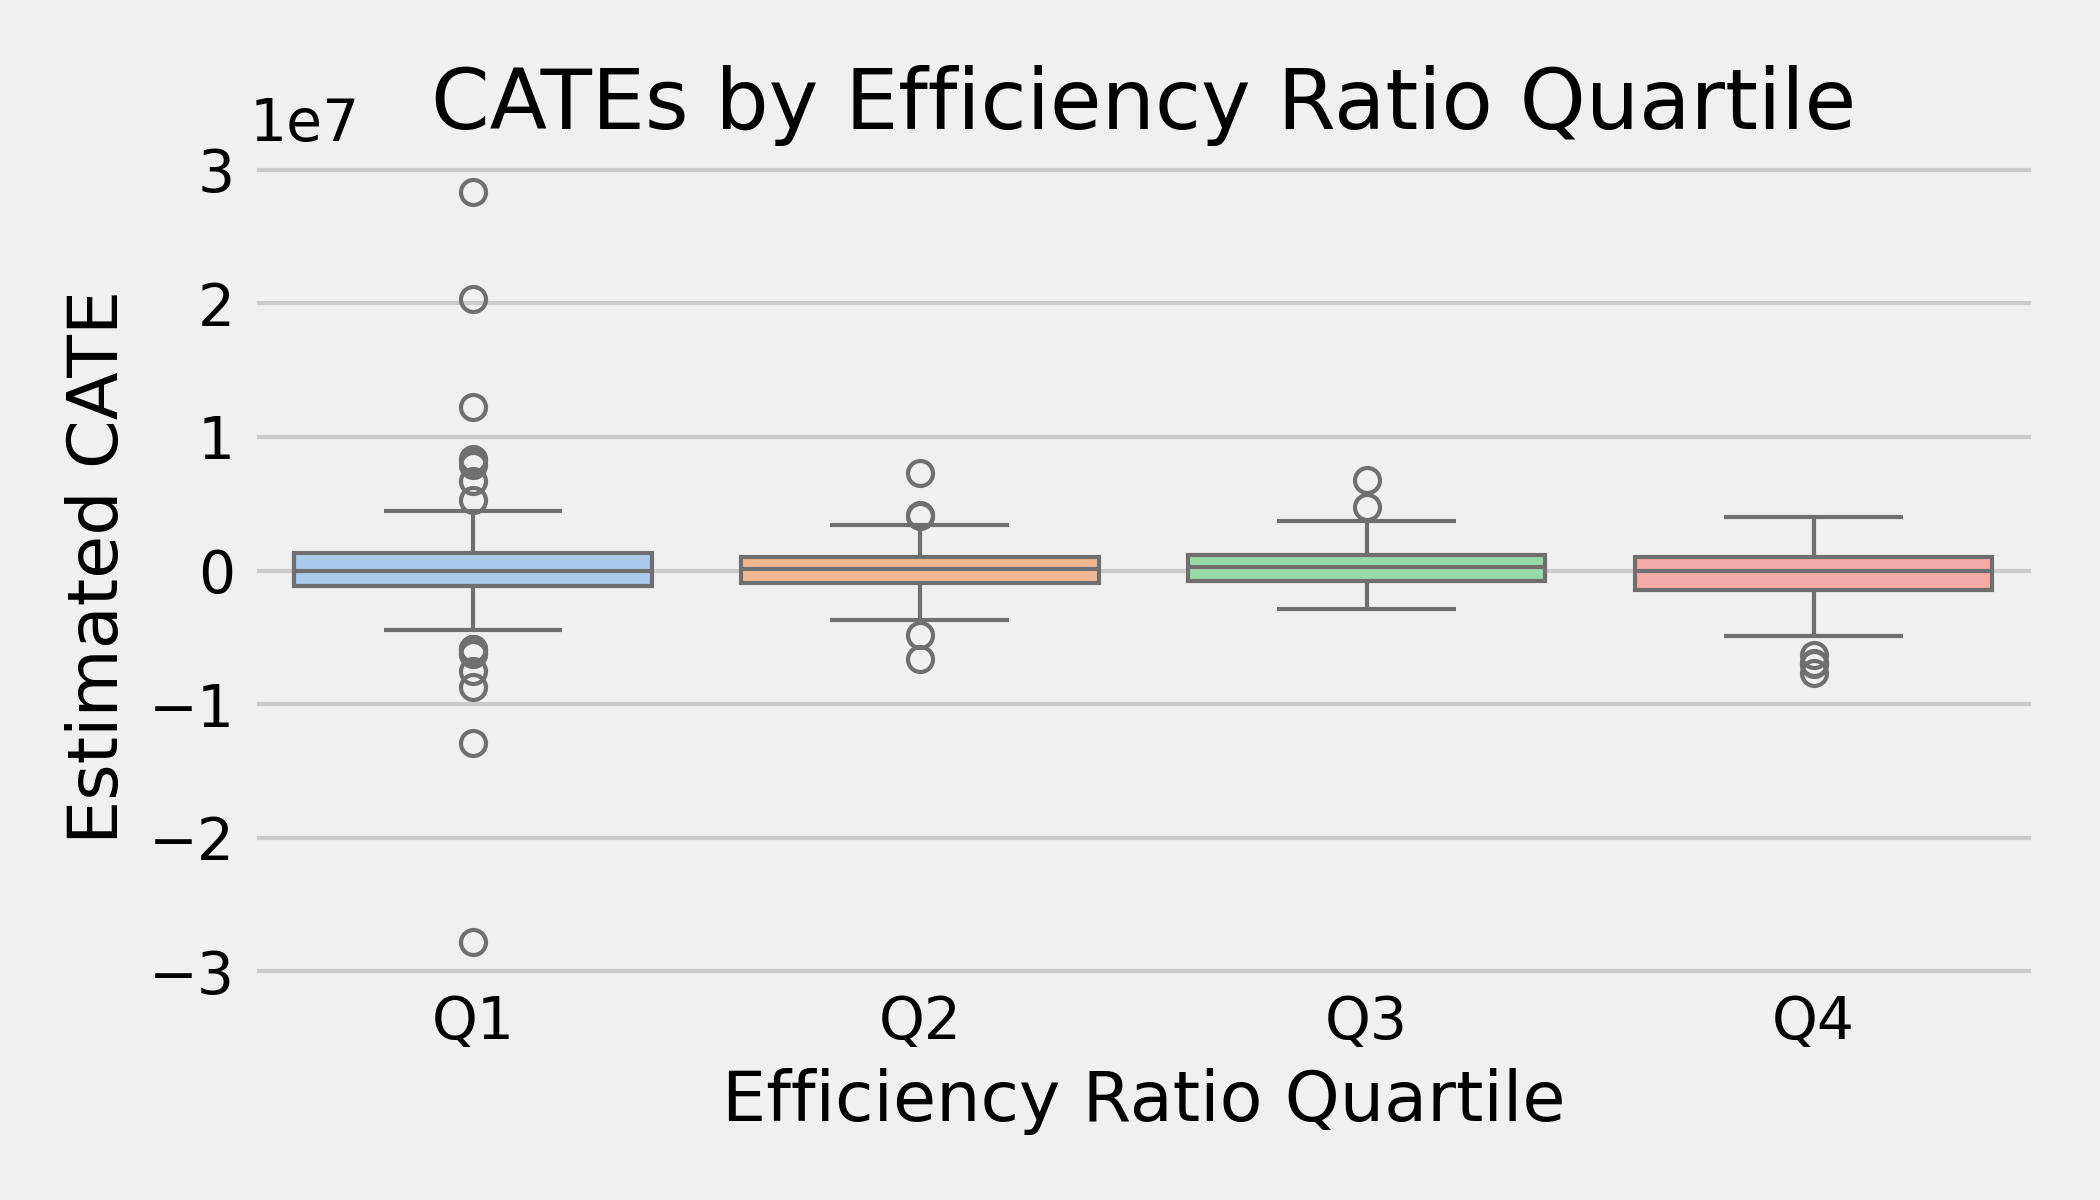 CATEs by Efficiency Ratio Quartile
1e7
3
2
1
0
−1
−2
−3
Estimated CATE
Q1 Q2 Q3 Q4
Efficiency Ratio Quartile